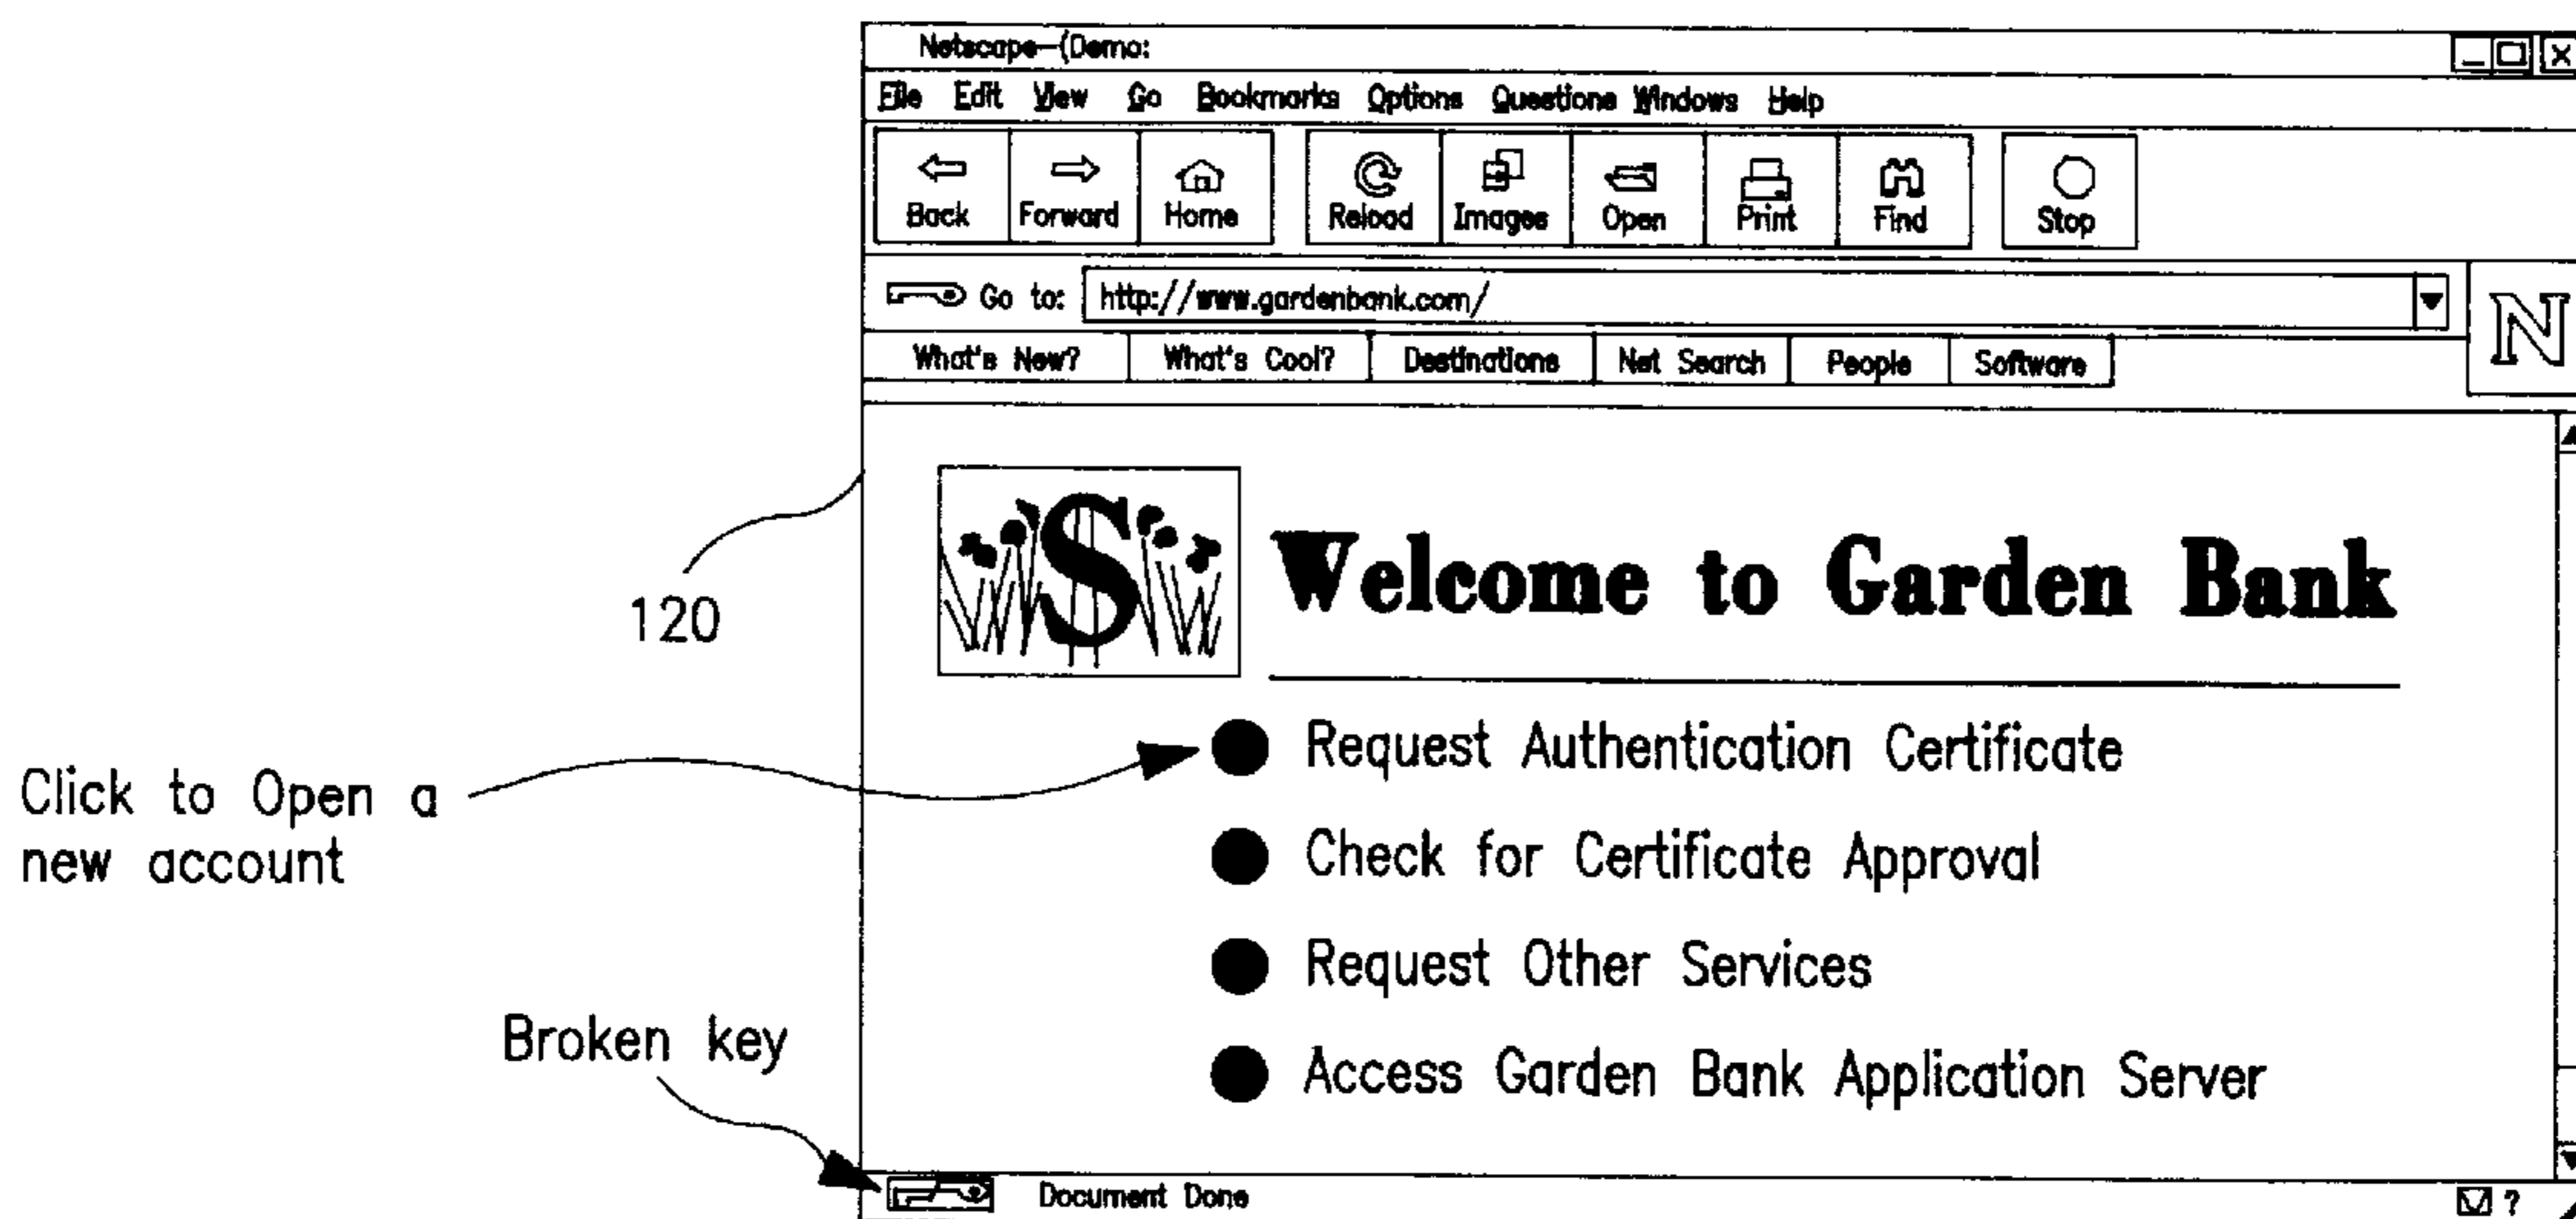 Netscape-(Demo:
File Edit View Go Bookmarks Options Questions Windows Help
Back Forward Home Reload Images Open Print Find Stop
Go to: http://www.gardenbank.com/
N
What's New? What's Cool? Destinations Net Search People Software
$ Welcome to Garden Bank
120
Request Authentication Certificate
Click to Open a
new account
Check for Certificate Approval
Request Other Services
Broken key
Access Garden Bank Application Server
Document Done ?